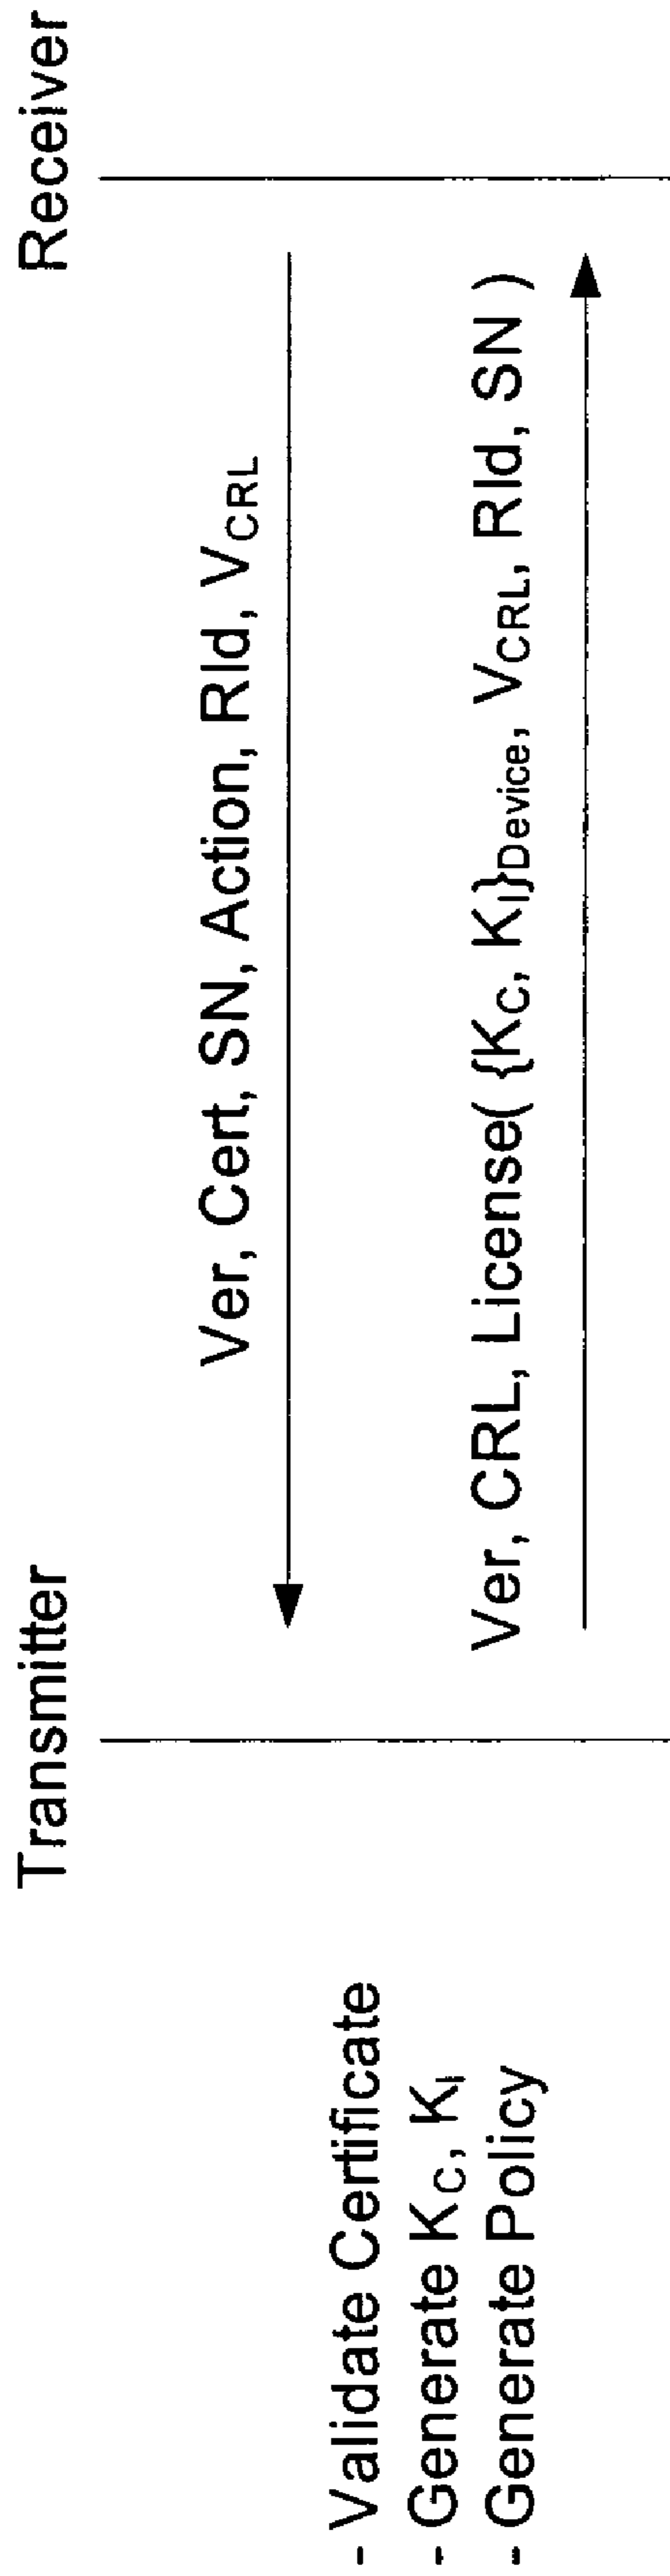 Transmitter
Receiver
Ver, Cert, SN, Action, RId, V_CRL
- Validate Certificate
- Generate K_C, K_I
- Generate Policy
Ver, CRL, License( {K_C, K_I}_Device, V_CRL, RId, SN )